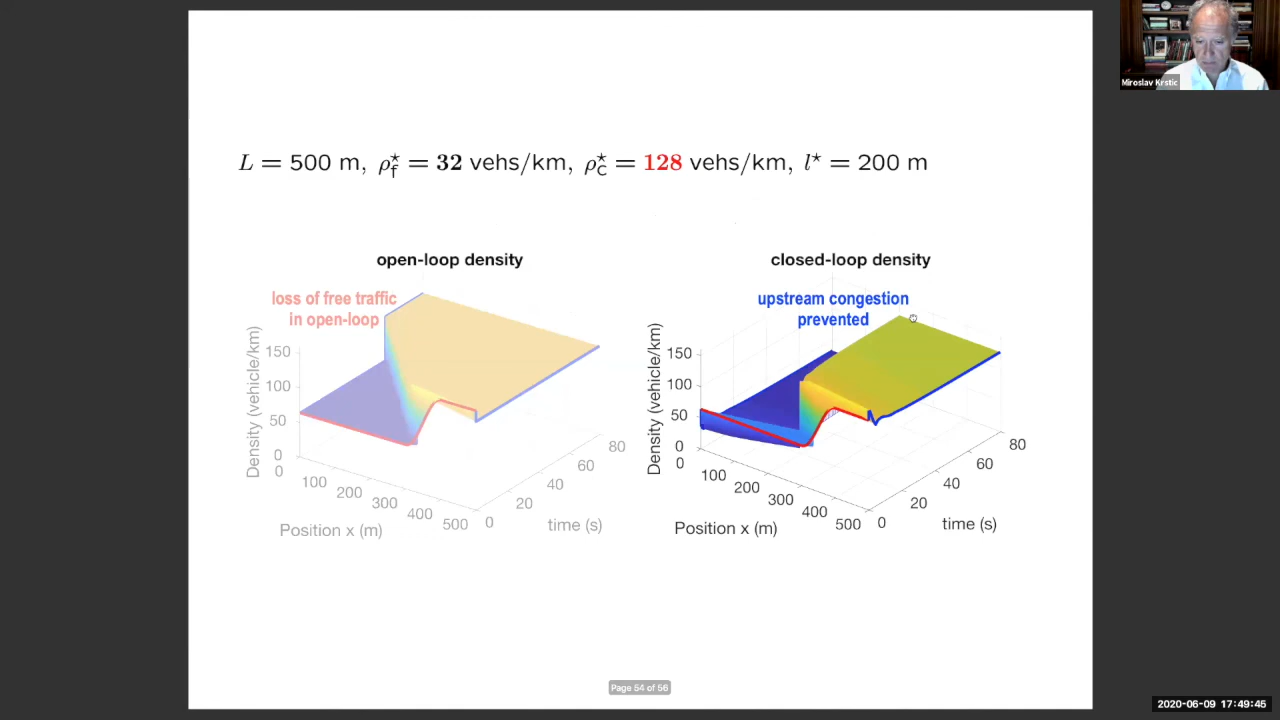 Miroslav Krstic
L = 500 m, ρ_f^⋆ = 32 vehs/km, ρ_c^⋆ = 128 vehs/km, l^⋆ = 200 m
open-loop density
loss of free traffic
in open-loop
Density (vehicle/km)
150
100
50
0
0
100
200
300
400
500
Position x (m)
0
20
40
60
80
time (s)
closed-loop density
upstream congestion
prevented
Density (vehicle/km)
150
100
50
0
0
100
200
300
400
500
Position x (m)
0
20
40
60
80
time (s)
Page 54 of 56
2020-06-09 17:49:45